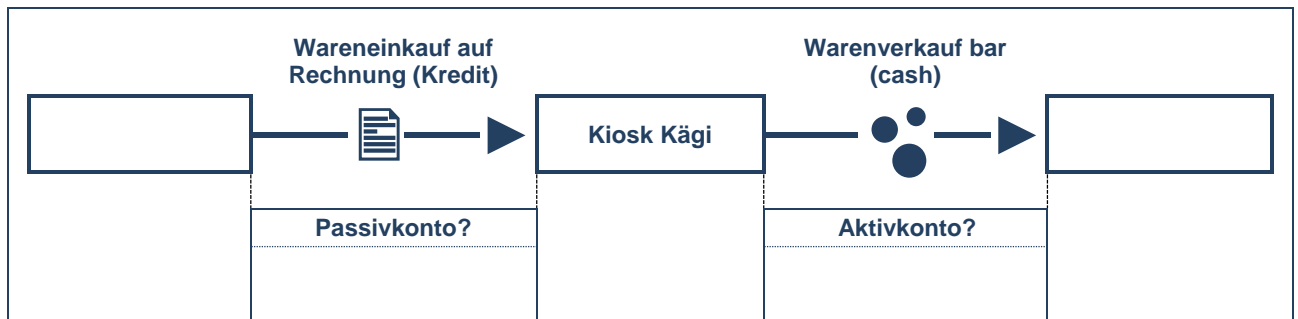 Wareneinkauf auf
Rechnung (Kredit)
Warenverkauf bar
(cash)
Kiosk Kägi
Passivkonto?
Aktivkonto?